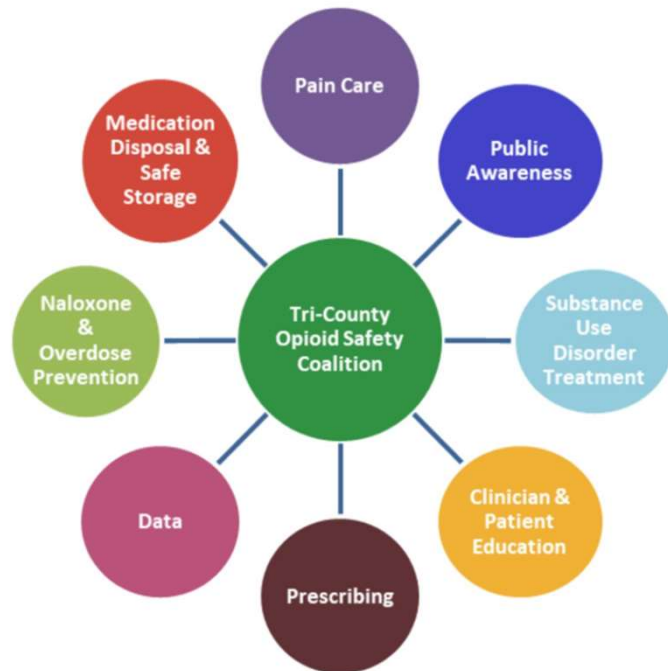 Pain Care
Public
Awareness
Substance
Use
Disorder
Treatment
Clinician &
Patient
Education
Prescribing
Data
Naloxone
&
Overdose
Prevention
Medication
Disposal &
Safe
Storage
Tri-County
Opioid Safety
Coalition